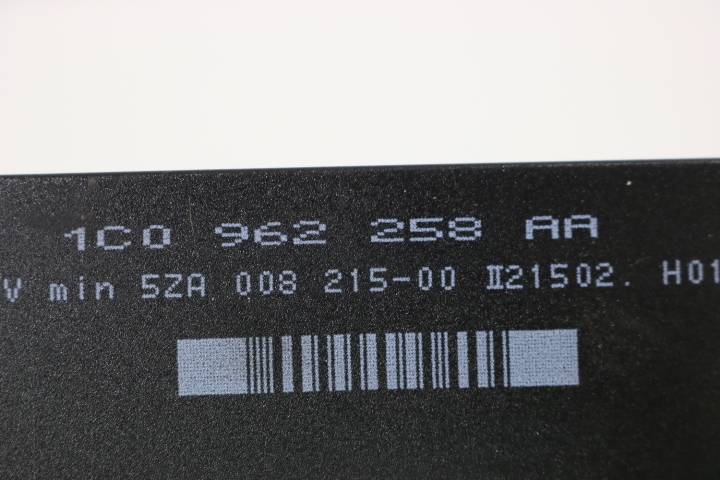 1C0 962 258 AA
V min 5ZA 008 215-00 II21502. H01